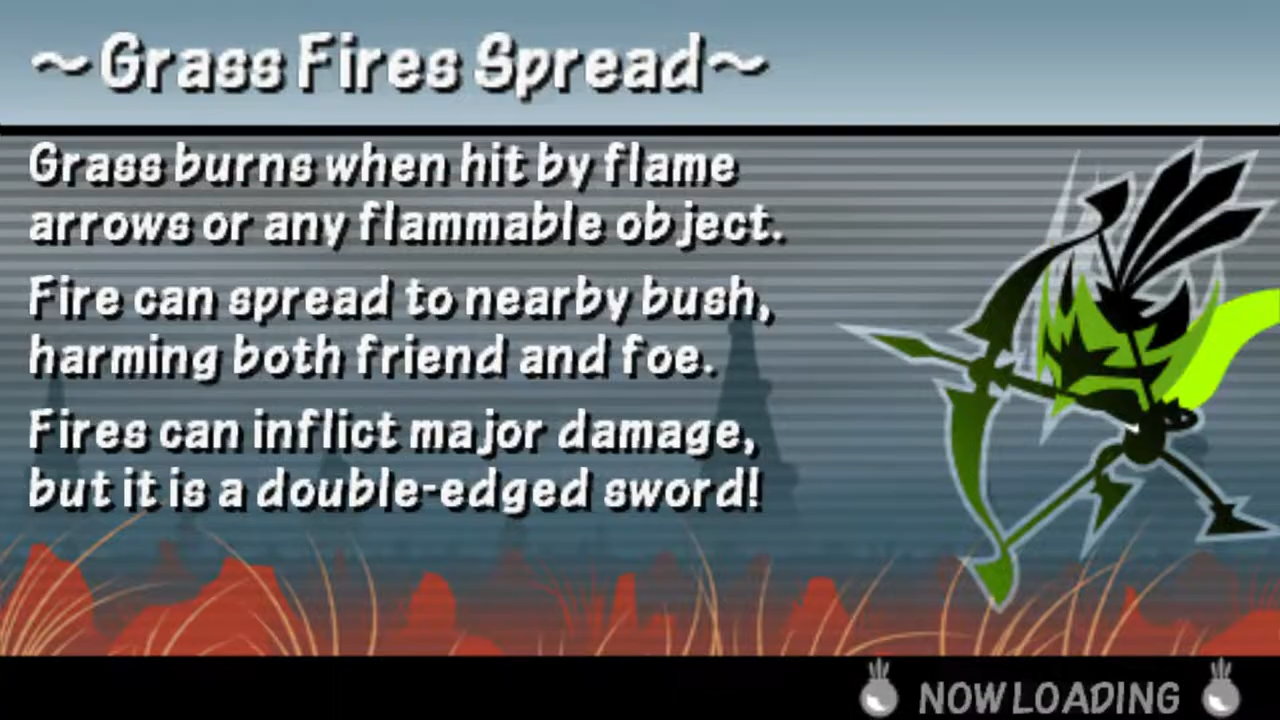 ~Grass Fires Spread~
Grass burns when hit by flame
arrows or any flammable object.
Fire can spread to nearby bush,
harming both friend and foe.
Fires can inflict major damage,
but it is a double-edged sword!
NOW LOADING